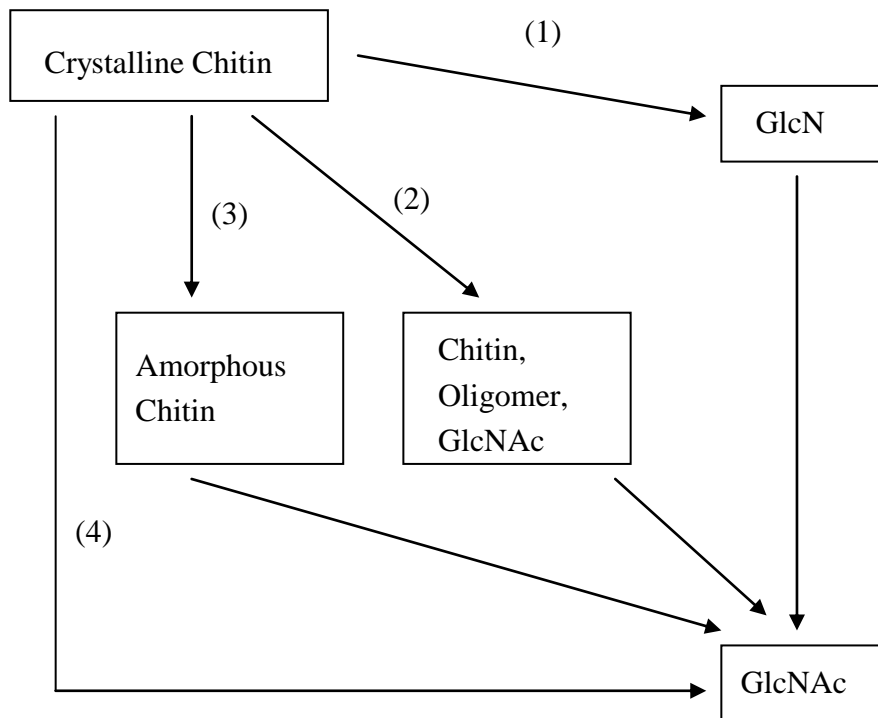 Crystalline Chitin
(1)
GlcN
(3)
(2)
Amorphous
Chitin
Chitin,
Oligomer,
GlcNAc
(4)
GlcNAc